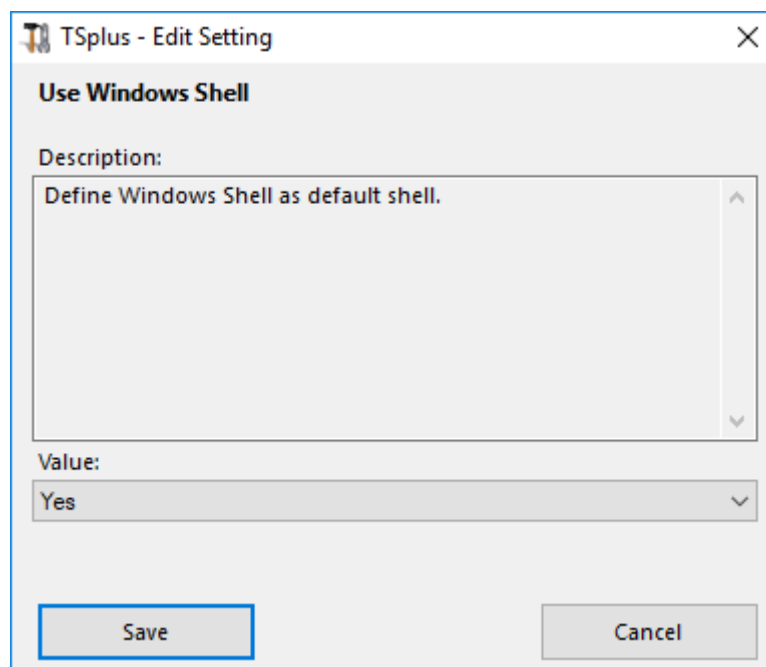 TSplus - Edit Setting
Use Windows Shell
Description:
Define Windows Shell as default shell.
Value:
Yes
Save
Cancel